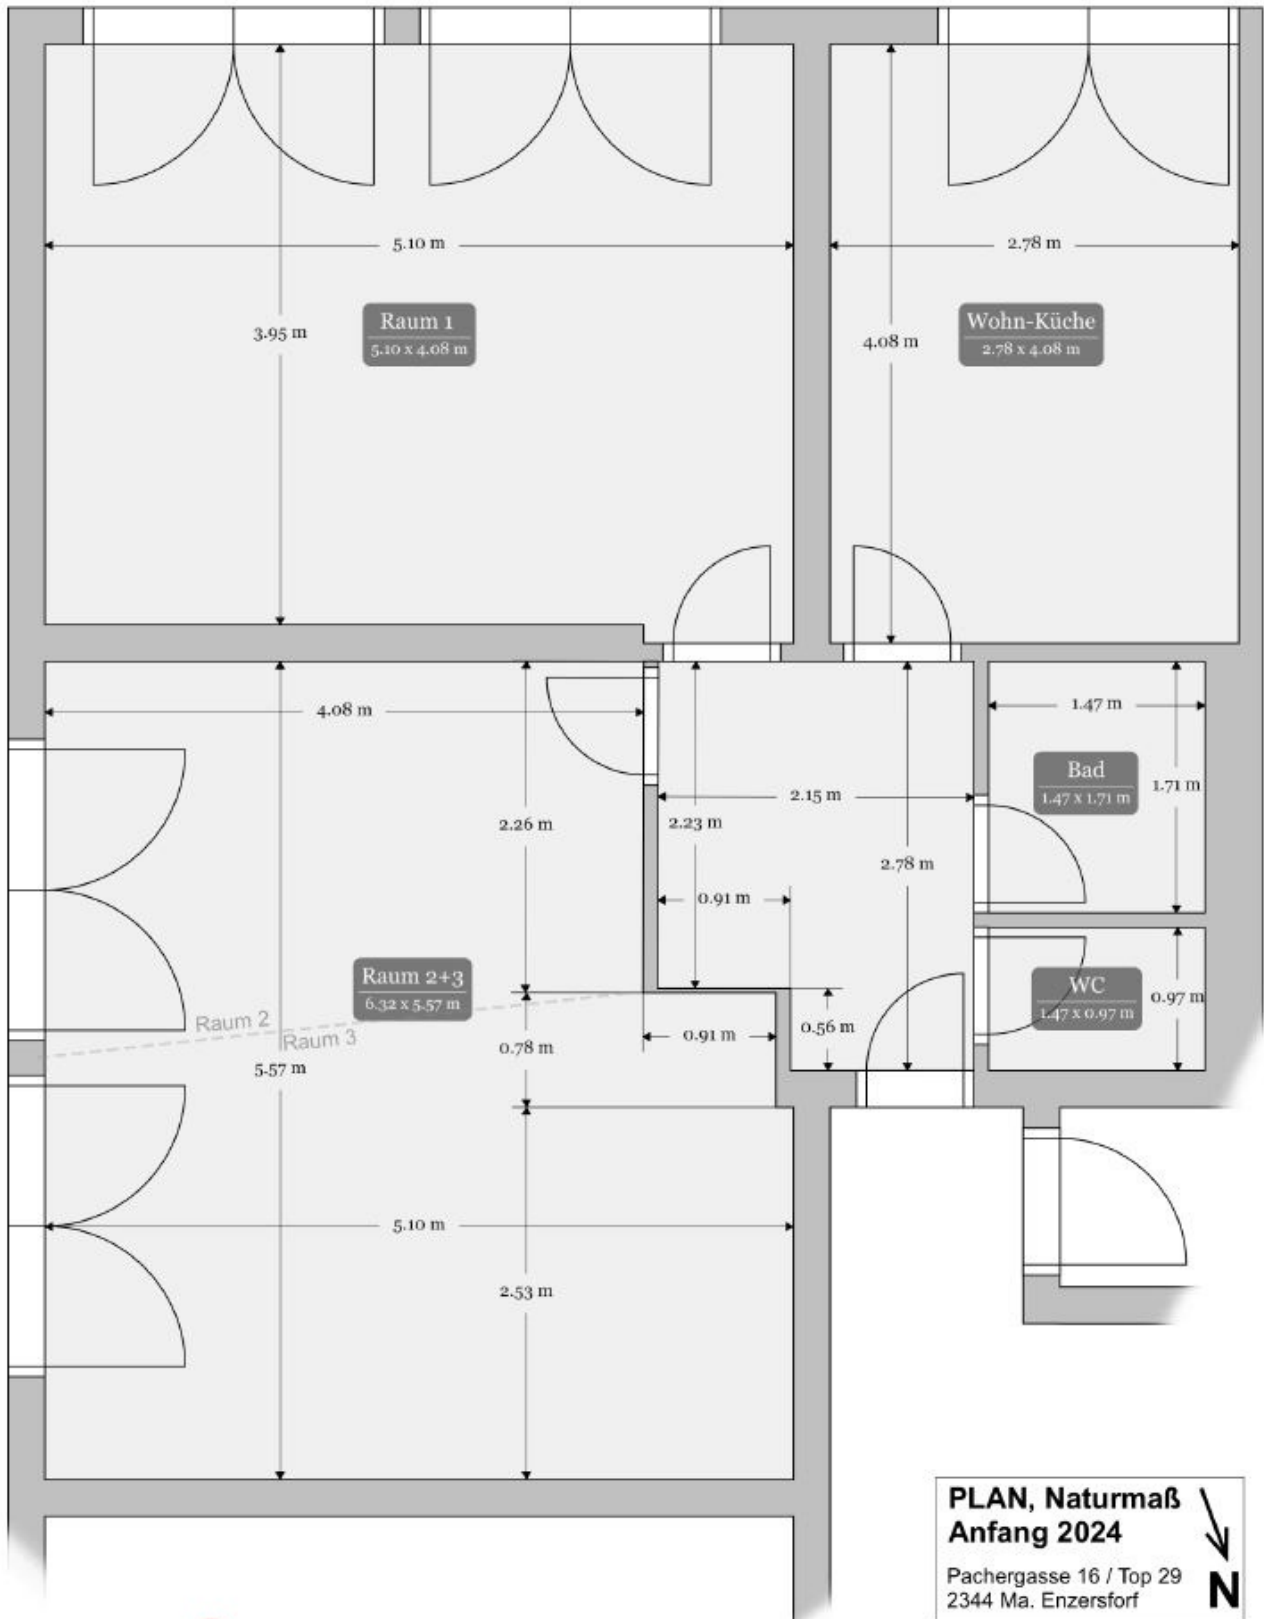 5.10 m
2.78 m
3.95 m
Raum 1
5.10 x 4.08 m
4.08 m
Wohn-Küche
2.78 x 4.08 m
4.08 m
1.47 m
2.26 m
2.23 m
2.15 m
Bad
1.47 x 1.71 m
1.71 m
2.78 m
0.91 m
Raum 2+3
6.32 x 5.57 m
WC
1.47 x 0.97 m
0.97 m
Raum 2
Raum 3
0.78 m
0.91 m
0.56 m
5.57 m
5.10 m
2.53 m
PLAN, Naturmaß
Anfang 2024
Pachergasse 16 / Top 29
2344 Ma. Enzersforf
N